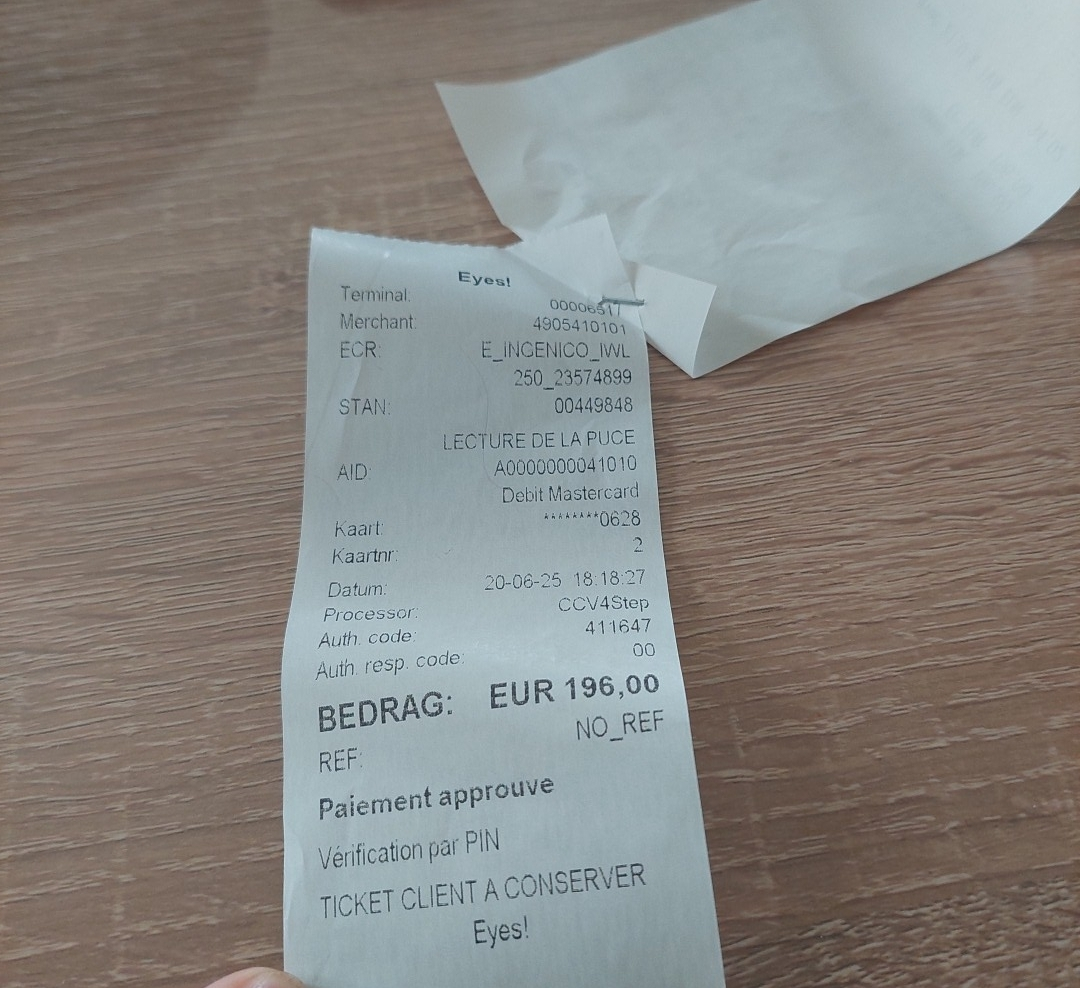 Eyes!
Terminal: 00006517
Merchant: 4905410101
ECR: E_INGENICO_IWL
250_23574899
STAN: 00449848
LECTURE DE LA PUCE
AID: A0000000041010
Debit Mastercard
Kaart: ********0628
Kaartnr: 2
Datum: 20-06-25 18:18:27
Processor: CCV4Step
Auth. code: 411647
Auth. resp. code: 00
BEDRAG: EUR 196,00
REF: NO_REF
Paiement approuve
Vérification par PIN
TICKET CLIENT A CONSERVER
Eyes!